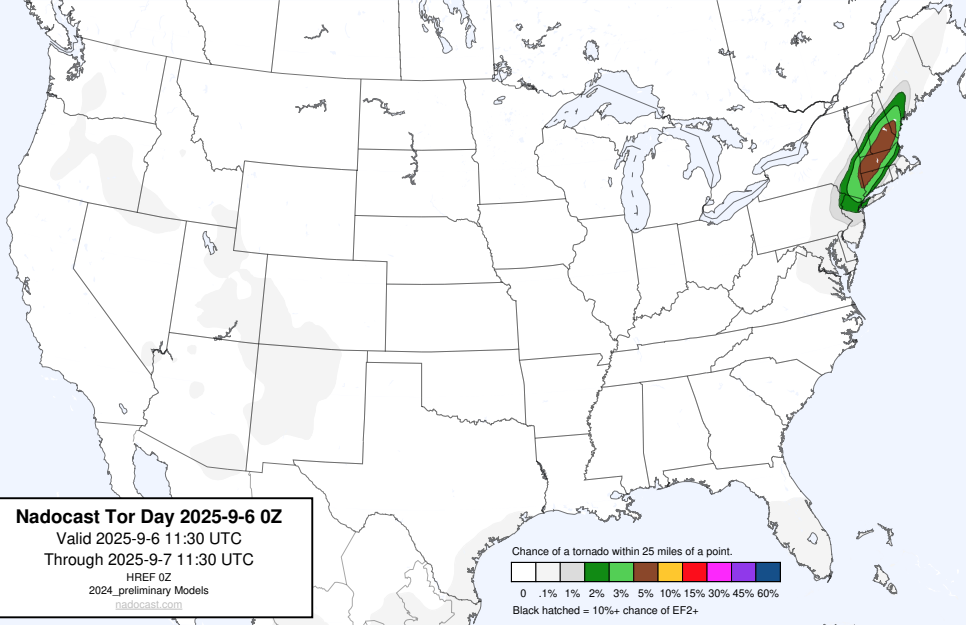 Nadocast Tor Day 2025-9-6 0Z
Valid 2025-9-6 11:30 UTC
Through 2025-9-7 11:30 UTC
HREF 0Z
2024_preliminary Models
nadocast.com
Chance of a tornado within 25 miles of a point.
0 .1% 1% 2% 3% 5% 10% 15% 30% 45% 60%
Black hatched = 10%+ chance of EF2+